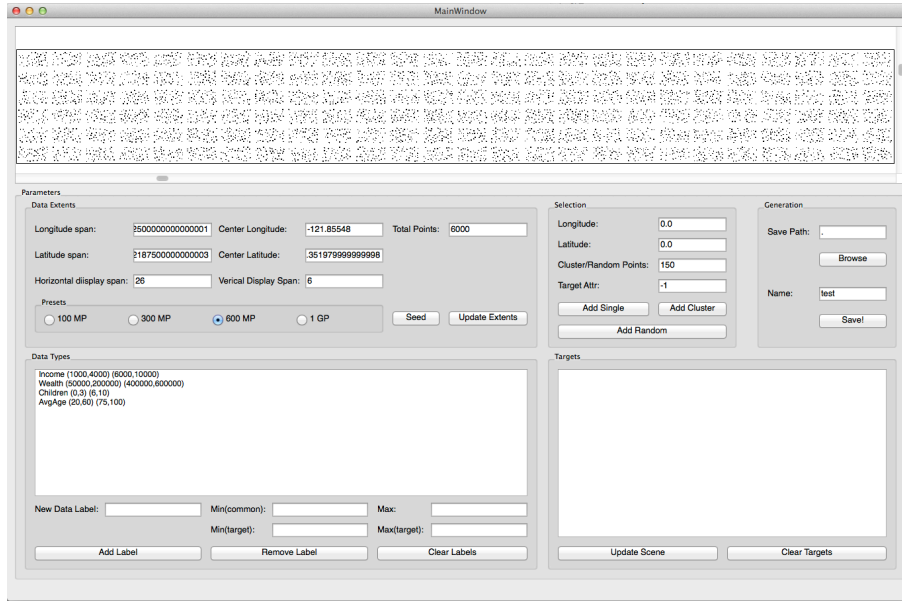 MainWindow
Parameters
Data Extents
Longitude span: 2500000000000001 Center Longitude: -121.85548 Total Points: 6000
Latitude span: 2187500000000003 Center Latitude: .351979999999998
Horizontal diisplay span: 26 Verical Display Span: 6
Presets
100 MP 300 MP 600 MP 1 GP Seed Update Extents
Selection
Longitude: 0.0
Latitude: 0.0
Cluster/Random Points: 150
Target Attr: -1
Add Single Add Cluster
Add Random
Generation
Save Path: .
Browse
Name: test
Save!
Data Types
Income (1000,4000) (6000,10000)
Wealth (50000,200000) (400000,600000)
Children (0,3) (6,10)
AvgAge (20,60) (75,100)
New Data Label: Min(common): Max:
Min(target): Max(target):
Add Label Remove Label Clear Labels
Targets
Update Scene Clear Targets